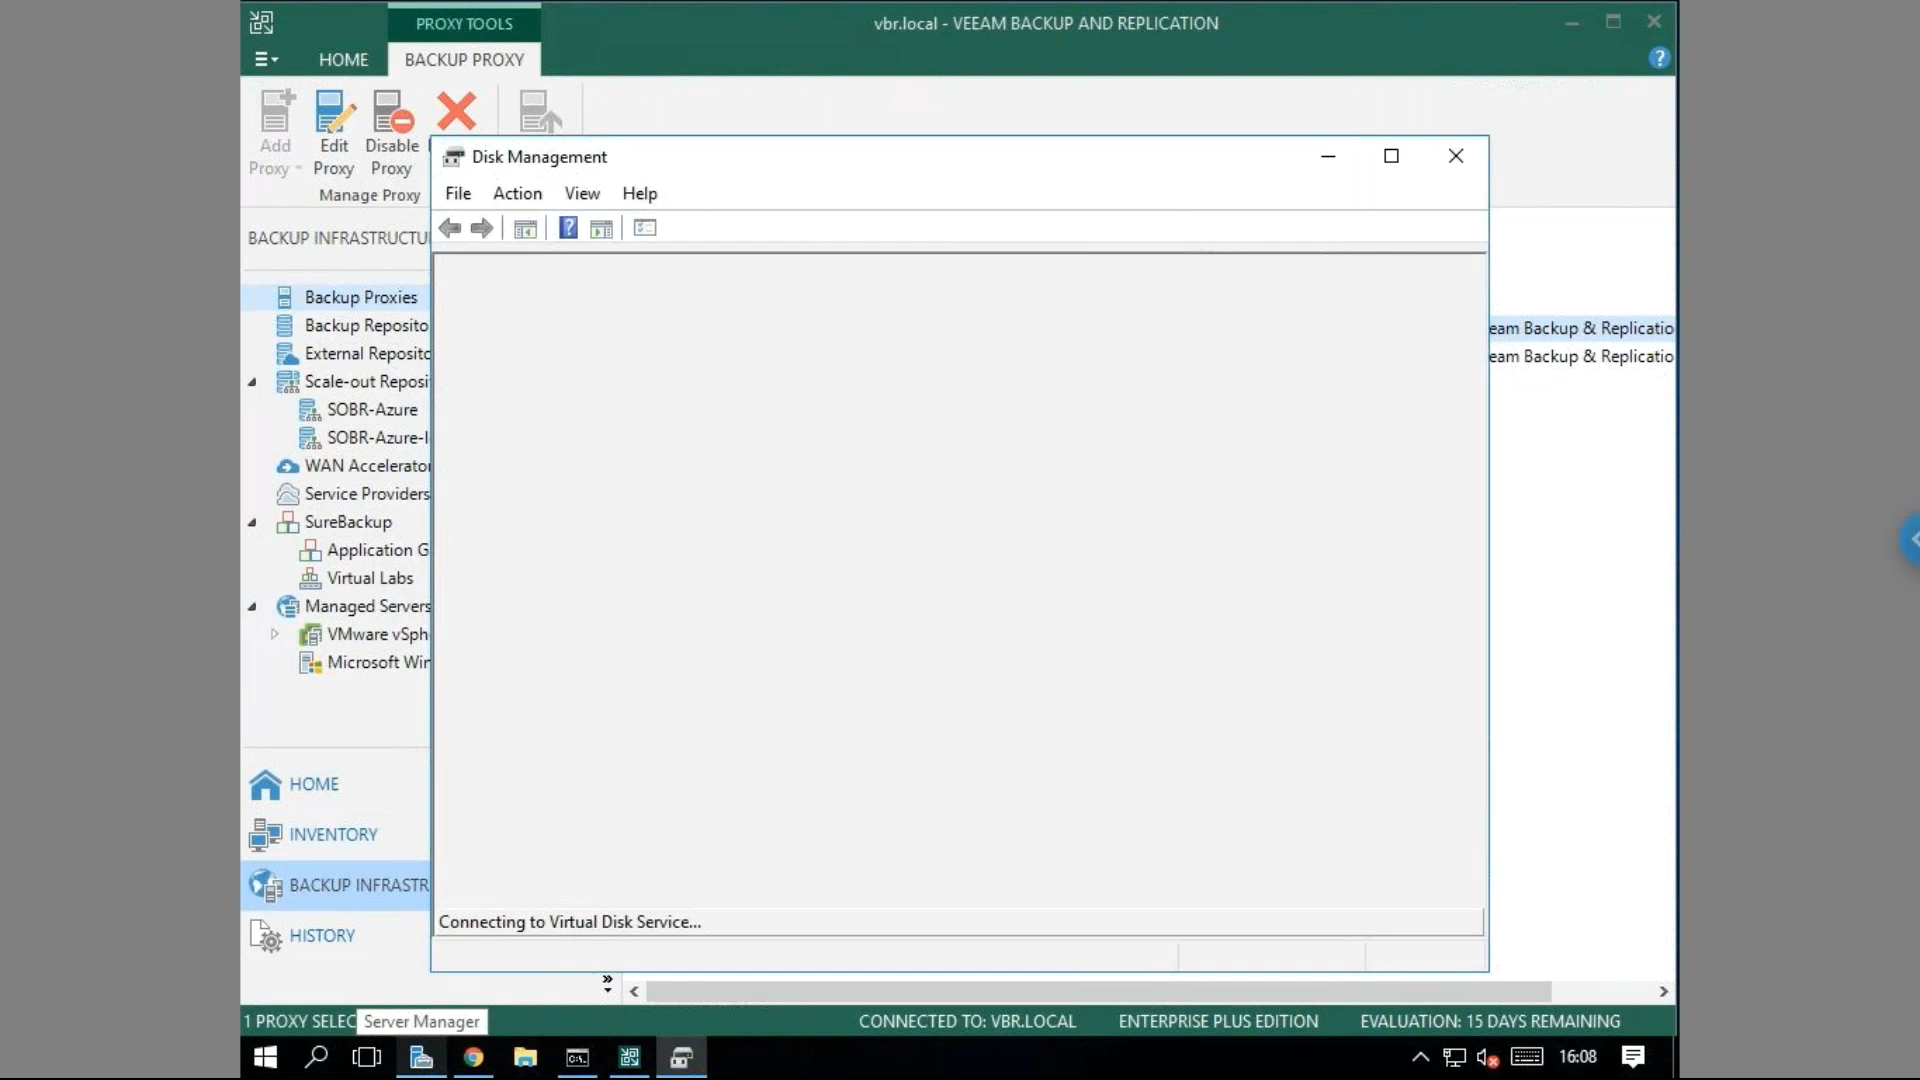 PROXY TOOLS
vbr.local - VEEAM BACKUP AND REPLICATION
HOME
BACKUP PROXY
?
Add Proxy
Edit Proxy
Disable Proxy
Manage Proxy
Disk Management
File Action View Help
?
BACKUP INFRASTRUCTU
Backup Proxies
Backup Reposito
External Reposito
Scale-out Reposi
SOBR-Azure
SOBR-Azure-I
WAN Accelerato
Service Providers
SureBackup
Application G
Virtual Labs
Managed Servers
VMware vSph
Microsoft Win
eam Backup & Replicatio
eam Backup & Replicatio
HOME
INVENTORY
BACKUP INFRASTR
HISTORY
Connecting to Virtual Disk Service...
1 PROXY SELEC
Server Manager
CONNECTED TO: VBR.LOCAL
ENTERPRISE PLUS EDITION
EVALUATION: 15 DAYS REMAINING
16:08